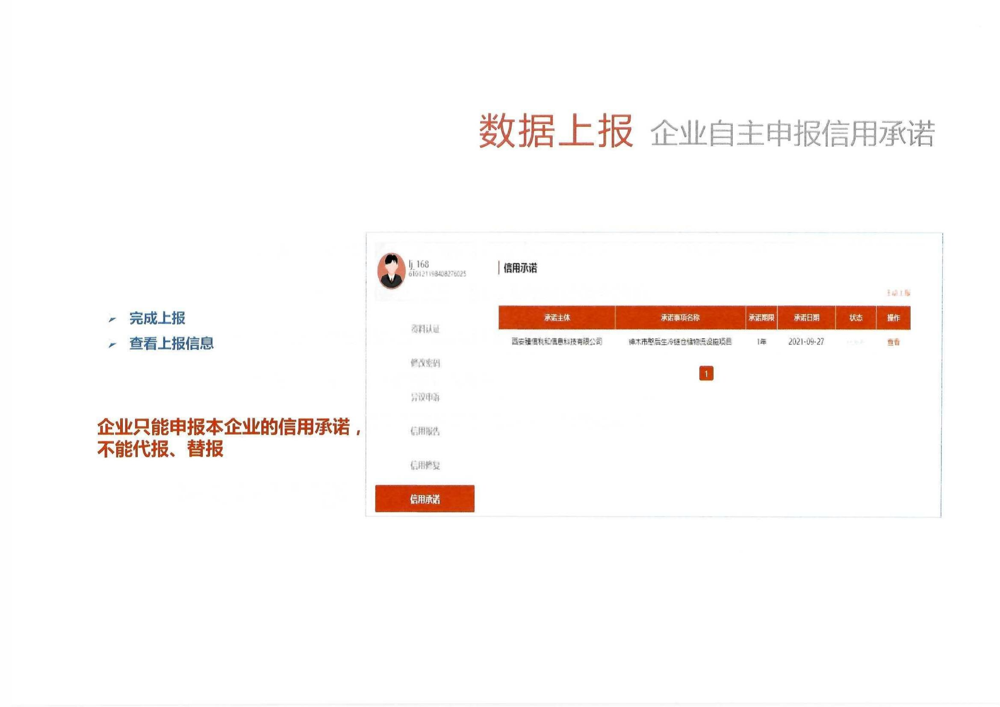 数据上报 企业自主申报信用承诺
完成上报
查看上报信息
企业只能申报本企业的信用承诺，
不能代报、替报
lj_168
610121198408276025
资料认证
修改密码
异议申诉
信用报告
信用修复
信用承诺
信用承诺
主动上报
承诺主体 承诺事项名称 承诺期限 承诺日期 状态 操作
西安臻信利和信息科技有限公司 神木市憨后生冷链仓储物流设施项目 1年 2021-09-27 查看
1